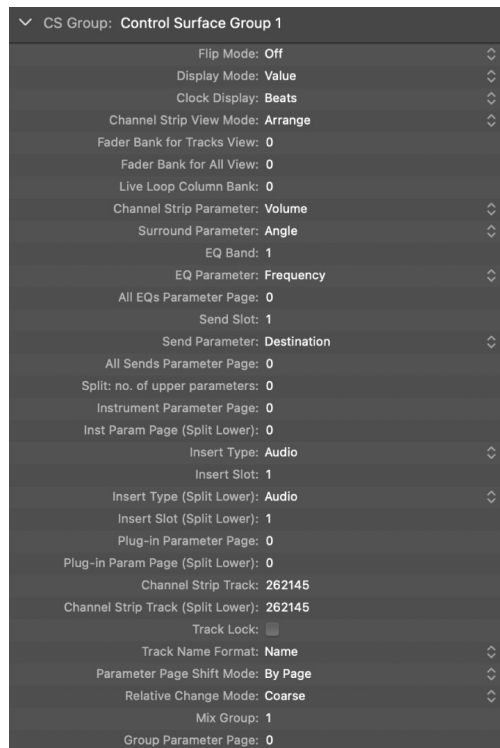 CS Group: Control Surface Group 1
Flip Mode: Off
Display Mode: Value
Clock Display: Beats
Channel Strip View Mode: Arrange
Fader Bank for Tracks View: 0
Fader Bank for All View: 0
Live Loop Column Bank: 0
Channel Strip Parameter: Volume
Surround Parameter: Angle
EQ Band: 1
EQ Parameter: Frequency
All EQs Parameter Page: 0
Send Slot: 1
Send Parameter: Destination
All Sends Parameter Page: 0
Split: no. of upper parameters: 0
Instrument Parameter Page: 0
Inst Param Page (Split Lower): 0
Insert Type: Audio
Insert Slot: 1
Insert Type (Split Lower): Audio
Insert Slot (Split Lower): 1
Plug-in Parameter Page: 0
Plug-in Param Page (Split Lower): 0
Channel Strip Track: 262145
Channel Strip Track (Split Lower): 262145
Track Lock:
Track Name Format: Name
Parameter Page Shift Mode: By Page
Relative Change Mode: Coarse
Mix Group: 1
Group Parameter Page: 0